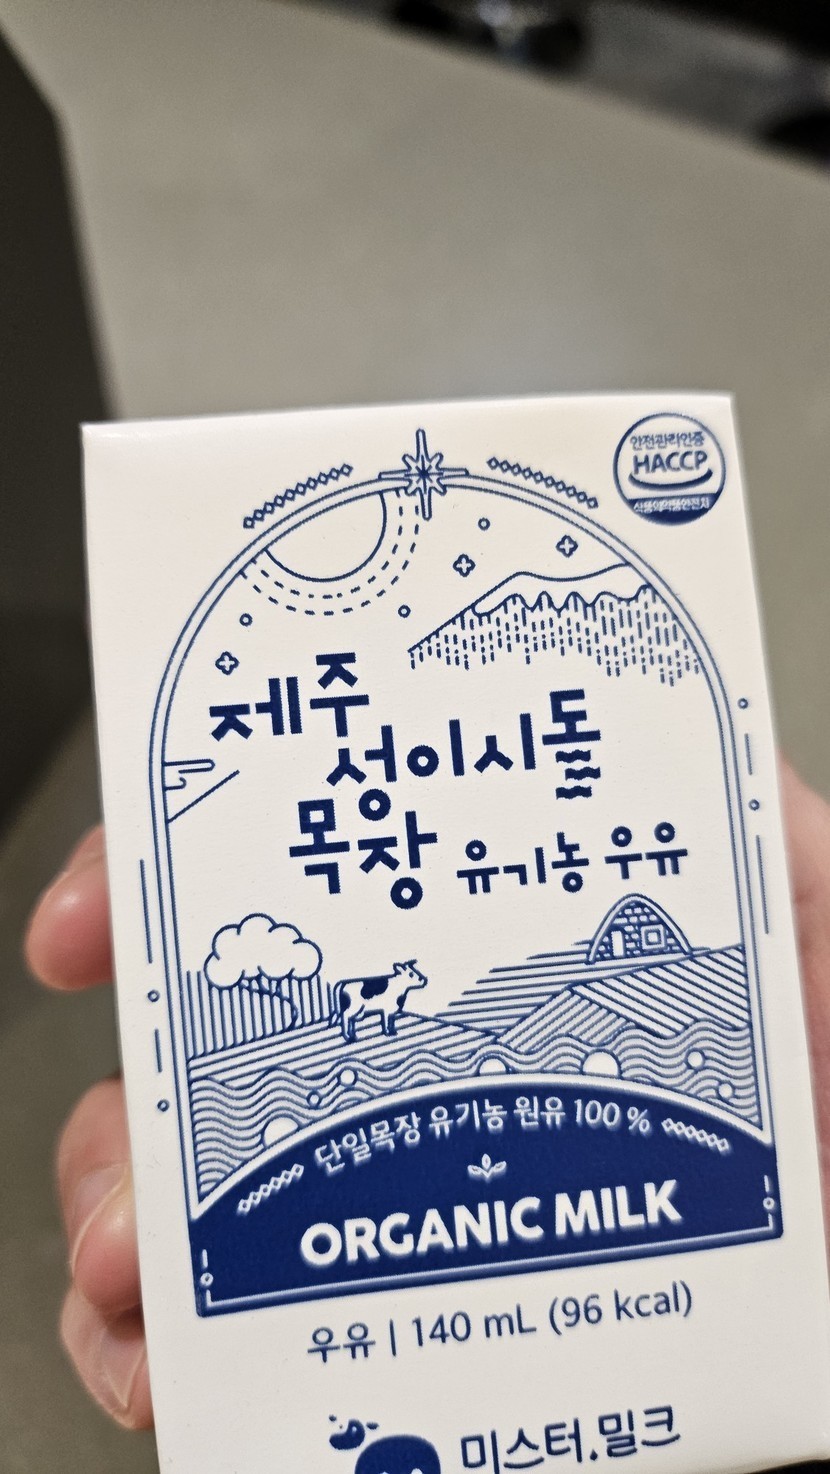 안전관리인증
HACCP
식품의약품안전처
제주
성이시돌
목장 유기농 우유
단일목장 유기농 원유 100%
ORGANIC MILK
우유 | 140 mL (96 kcal)
미스터.밀크